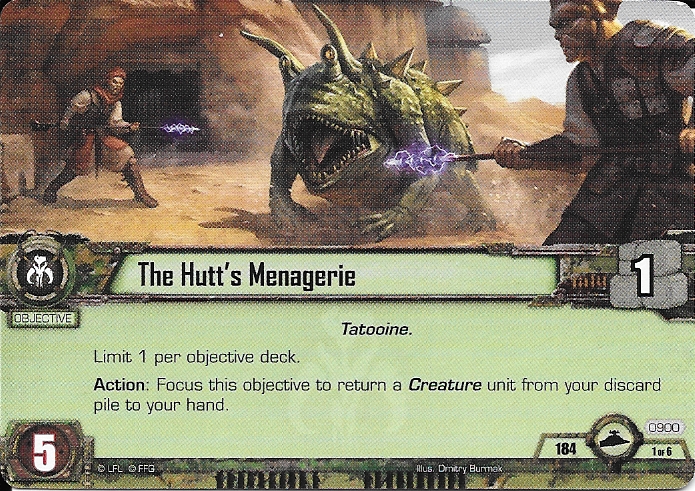 The Hutt's Menagerie
1
OBJECTIVE
Tatooine.
Limit 1 per objective deck.
Action: Focus this objective to return a Creature unit from your discard
pile to your hand.
5
© LFL © FFG
Illus. Dmitry Burmak
184
0900
1 OF 6